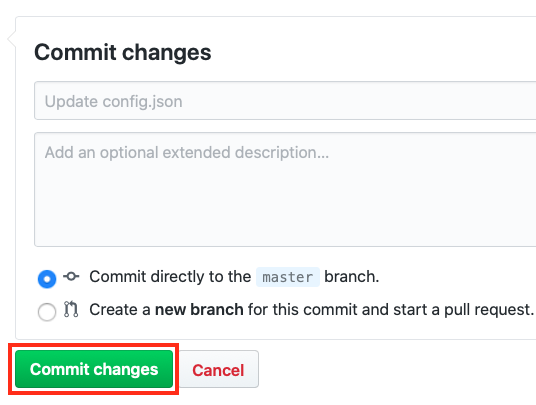 Commit changes
Update config.json
Add an optional extended description...
Commit directly to the master branch.
Create a new branch for this commit and start a pull request.
Commit changes
Cancel